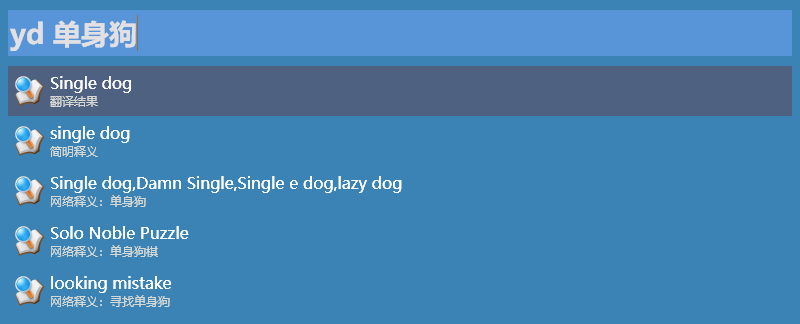 yd 单身狗
Single dog
翻译结果
single dog
简明释义
Single dog,Damn Single,Single e dog,lazy dog
网络释义：单身狗
Solo Noble Puzzle
网络释义：单身狗棋
looking mistake
网络释义：寻找单身狗